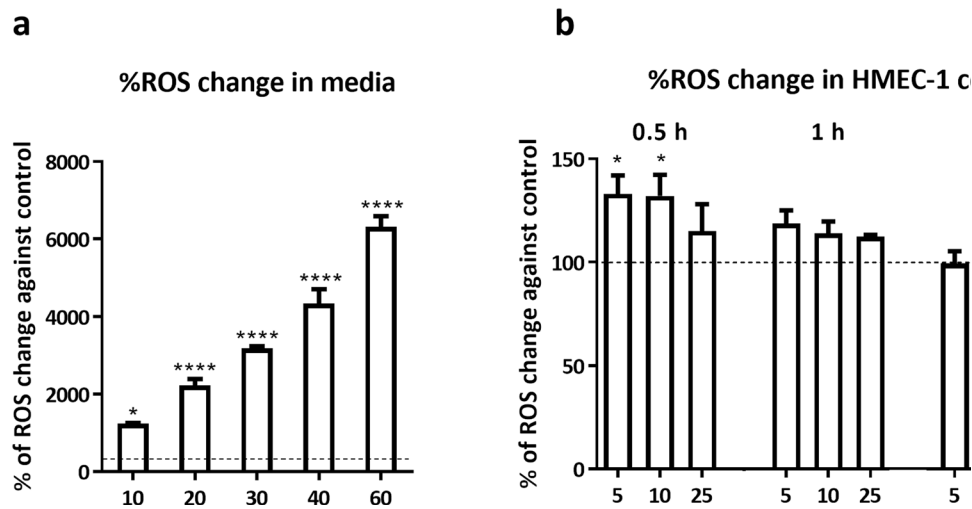 a
%ROS change in media
% of ROS change against control
8000
6000
4000
2000
0
*
****
****
****
****
10 20 30 40 60
b
%ROS change in HMEC-1
0.5 h 1 h
% of ROS change against control
150
100
50
0
* *
5 10 25 5 10 25 5